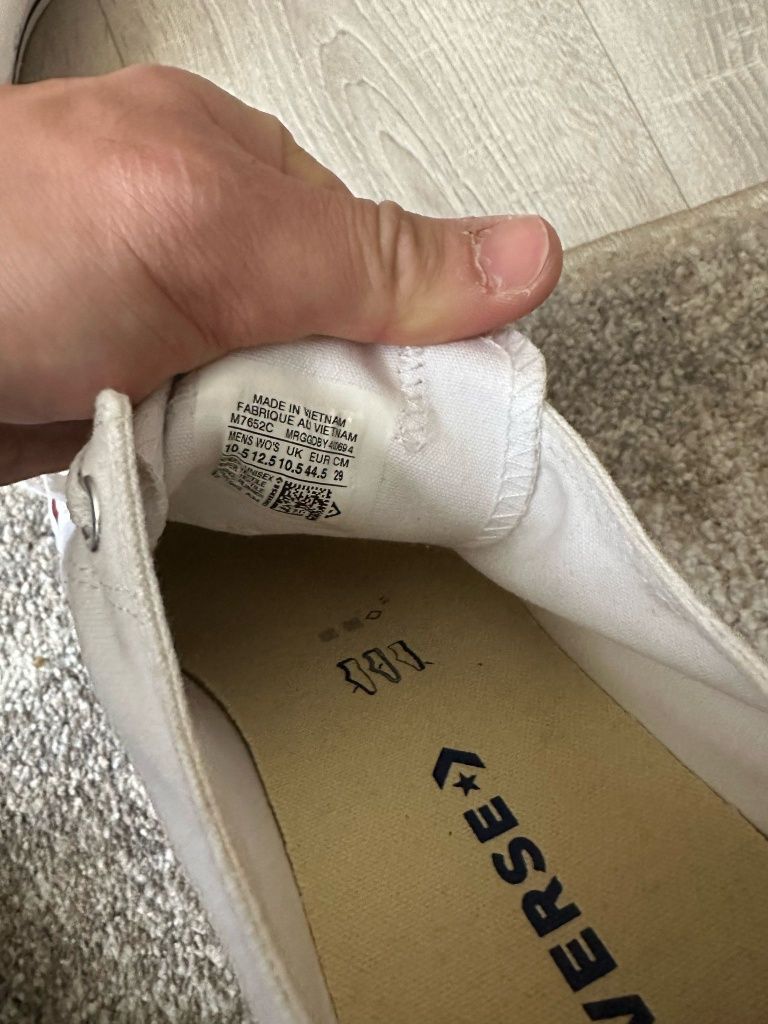 MADE IN VIETNAM
FABRIQUE AU VIETNAM
M7652C
MENS WO'S UK EUR CM
10.5 12.5 10.5 44.5 29
UNISEX
VERSE